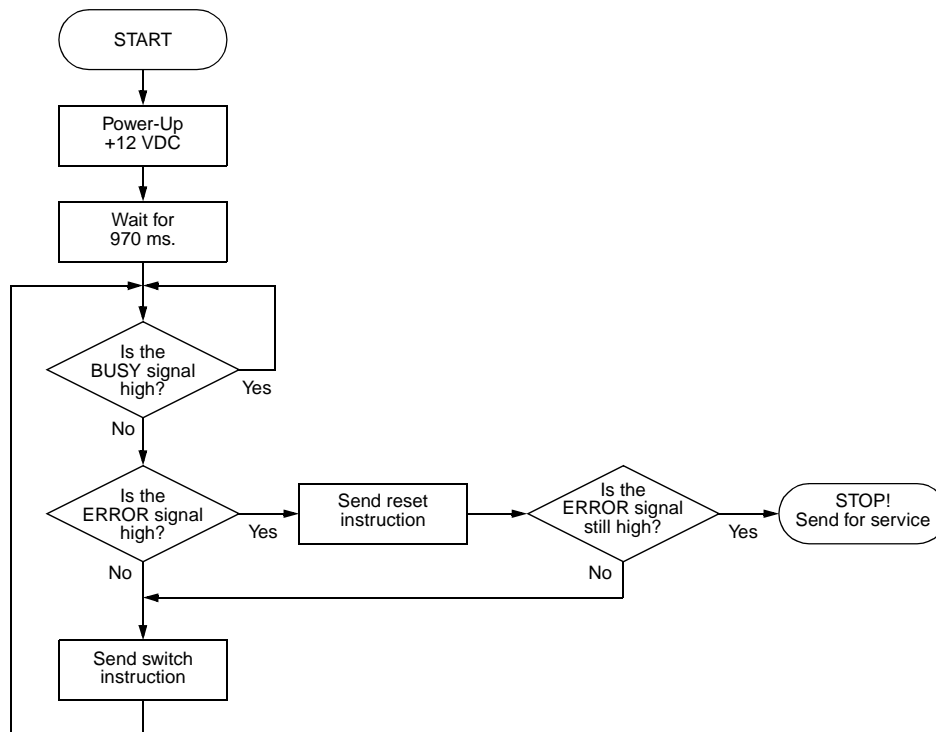 START
Power-Up
+12 VDC
Wait for
970 ms.
Is the
BUSY signal
high?
Yes
No
Is the
ERROR signal
high?
Yes
No
Send reset
instruction
Is the
ERROR signal
still high?
Yes
No
STOP!
Send for service
Send switch
instruction